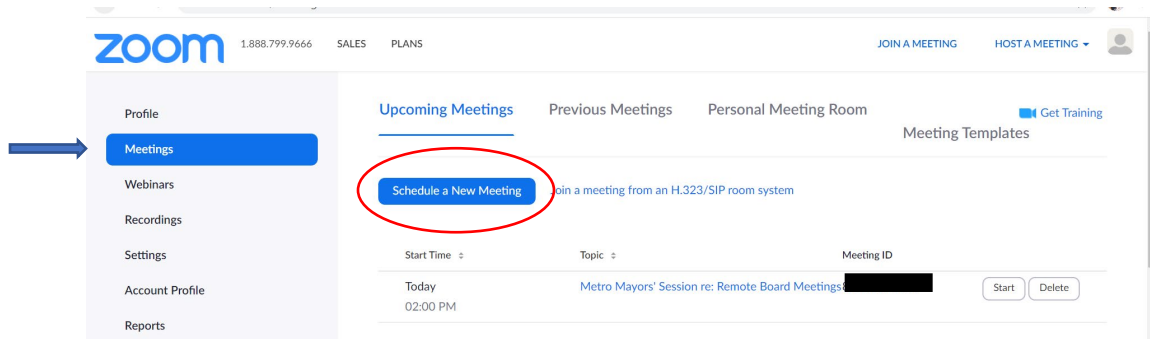 zoom 1.888.799.9666 SALES PLANS JOIN A MEETING HOST A MEETING
Profile
Meetings
Webinars
Recordings
Settings
Account Profile
Reports
Upcoming Meetings Previous Meetings Personal Meeting Room
Get Training
Meeting Templates
Schedule a New Meeting Join a meeting from an H.323/SIP room system
Start Time Topic Meeting ID
Today Metro Mayors' Session re: Remote Board Meetings Start Delete
02:00 PM